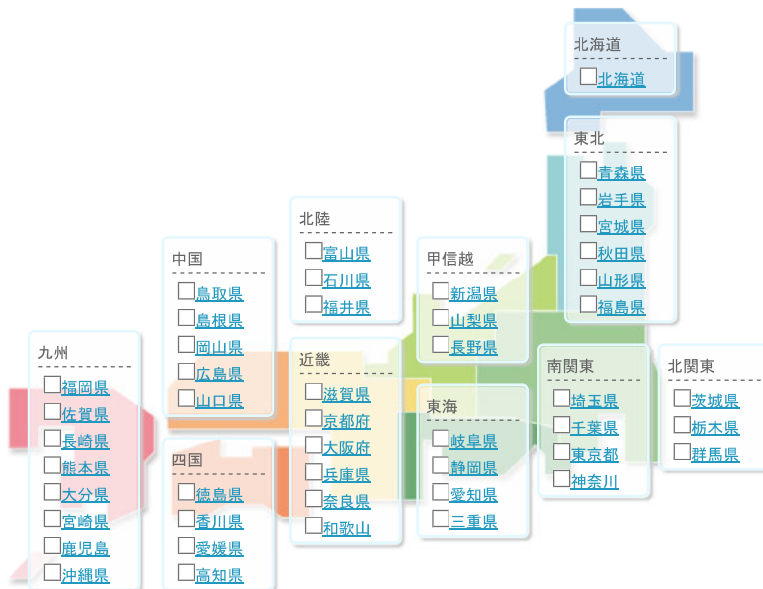 北海道
北海道
東北
青森県
岩手県
宮城県
秋田県
山形県
福島県
北陸
富山県
石川県
福井県
甲信越
新潟県
山梨県
長野県
中国
鳥取県
島根県
岡山県
広島県
山口県
九州
福岡県
佐賀県
長崎県
熊本県
大分県
宮崎県
鹿児島
沖縄県
近畿
滋賀県
京都府
大阪府
兵庫県
奈良県
和歌山
南関東
埼玉県
千葉県
東京都
神奈川
北関東
茨城県
栃木県
群馬県
東海
岐阜県
静岡県
愛知県
三重県
四国
徳島県
香川県
愛媛県
高知県